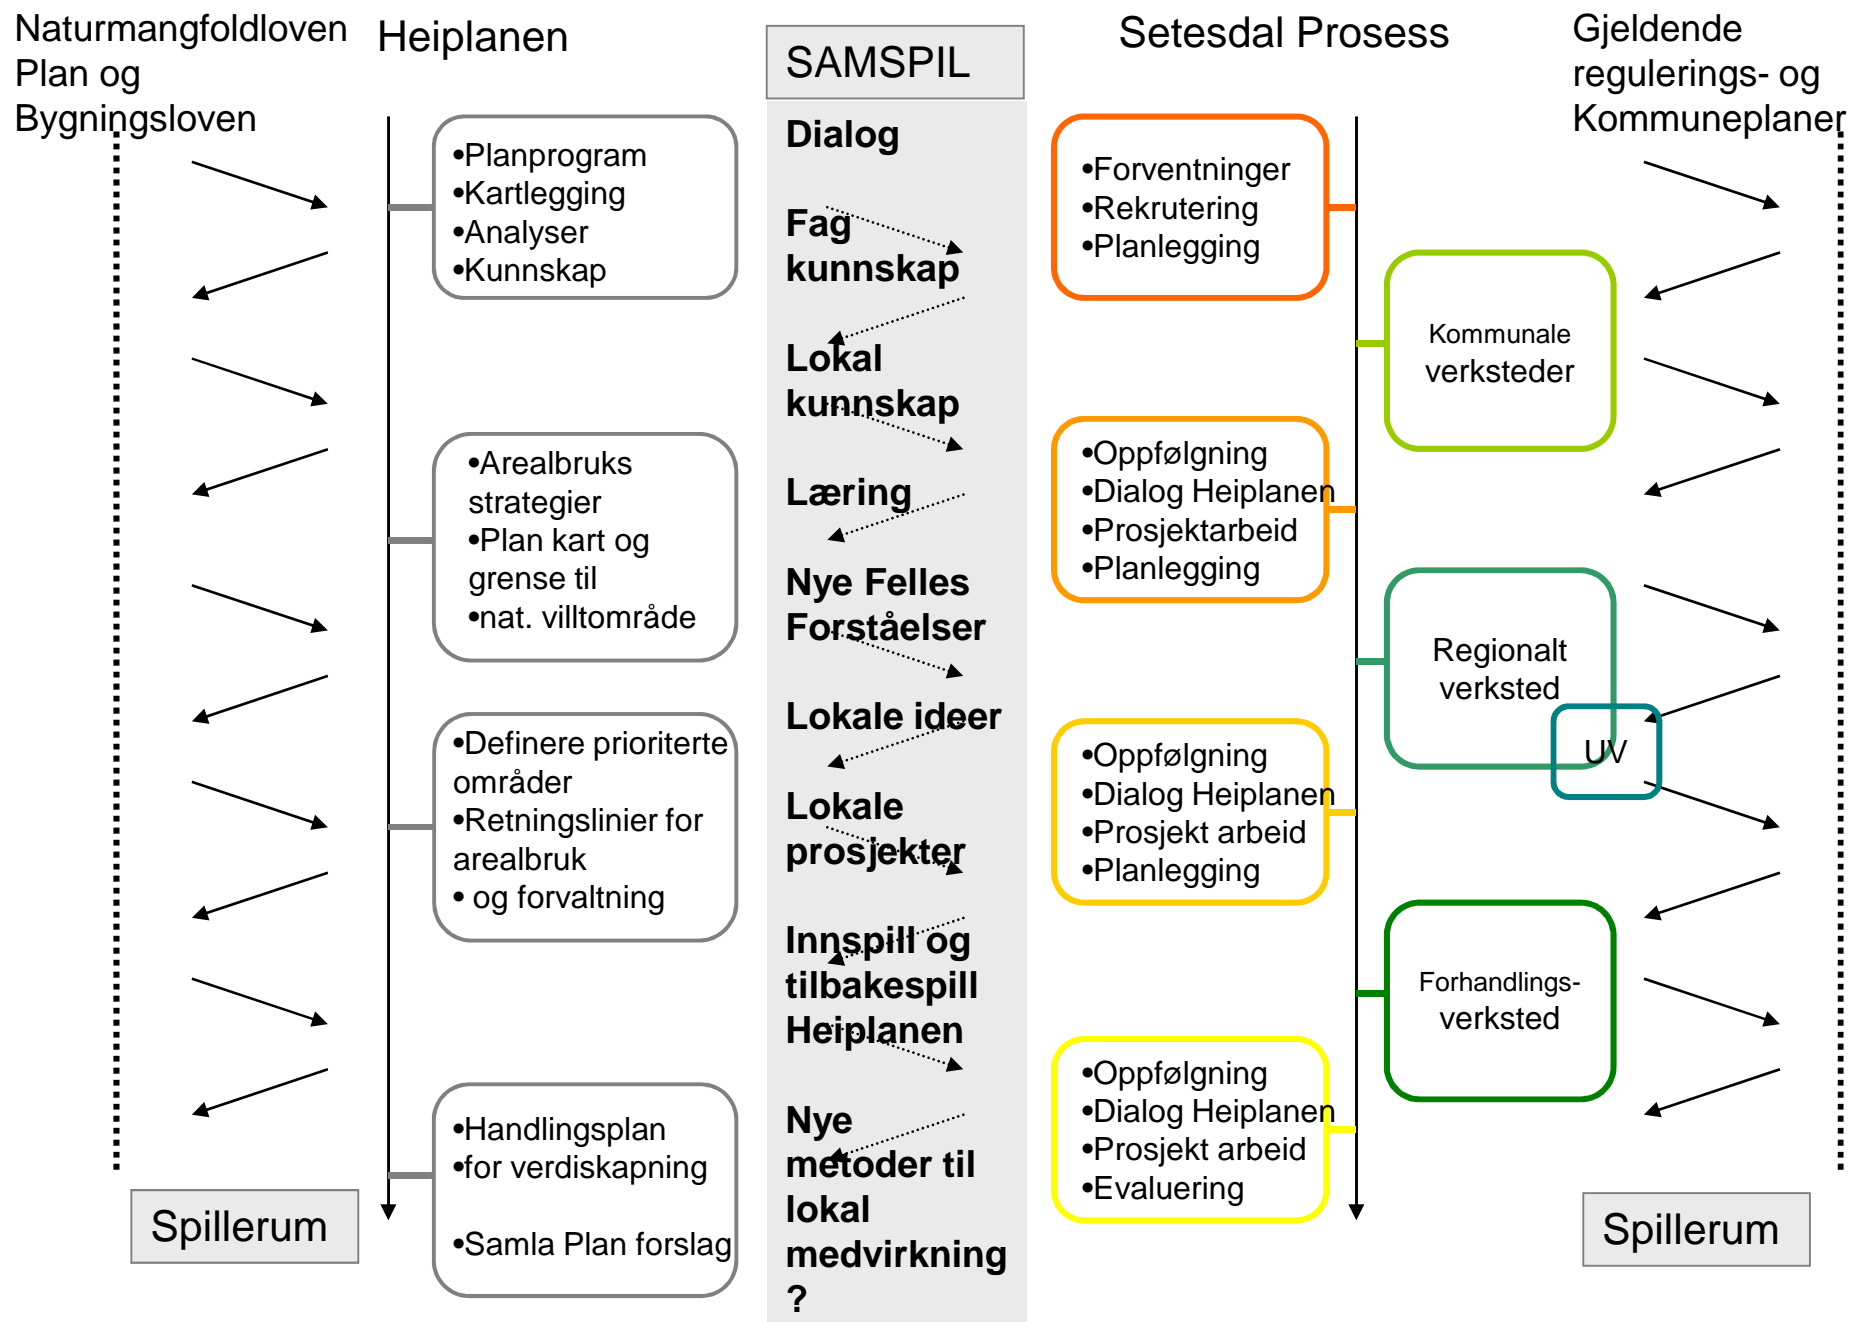 Naturmangfoldloven
Plan og
Bygningsloven
Heiplanen
SAMSPIL
Setesdal Prosess
Gjeldende
regulerings- og
Kommuneplaner
•Planprogram
•Kartlegging
•Analyser
•Kunnskap
•Arealbruks
strategier
•Plan kart og
grense til
•nat. villtområde
•Definere prioriterte
områder
•Retningslinier for
arealbruk
• og forvaltning
•Handlingsplan
•for verdiskapning
•Samla Plan forslag
Dialog
Fag
kunnskap
Lokal
kunnskap
Læring
Nye Felles
Forståelser
Lokale ideer
Lokale
prosjekter
Innspill og
tilbakespill
Heiplanen
Nye
metoder til
lokal
medvirkning
?
•Forventninger
•Rekrutering
•Planlegging
•Oppfølgning
•Dialog Heiplanen
•Prosjektarbeid
•Planlegging
•Oppfølgning
•Dialog Heiplanen
•Prosjekt arbeid
•Planlegging
•Oppfølgning
•Dialog Heiplanen
•Prosjekt arbeid
•Evaluering
Kommunale
verksteder
Regionalt
verksted
UV
Forhandlings-
verksted
Spillerum
Spillerum